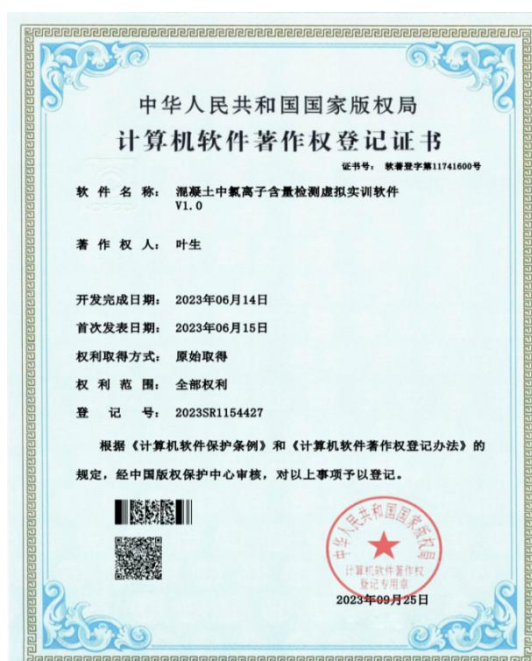 中华人民共和国国家版权局
计算机软件著作权登记证书
证书号： 软著登字第11741600号
软件名称： 混凝土中氯离子含量检测虚拟实训软件
V1.0
著作权人： 叶生
开发完成日期： 2023年06月14日
首次发表日期： 2023年06月15日
权利取得方式： 原始取得
权利范围： 全部权利
登记号： 2023SR1154427
根据《计算机软件保护条例》和《计算机软件著作权登记办法》的
规定，经中国版权保护中心审核，对以上事项予以登记。
中华人民共和国国家版权局
计算机软件著作权
登记专用章
2023年09月25日